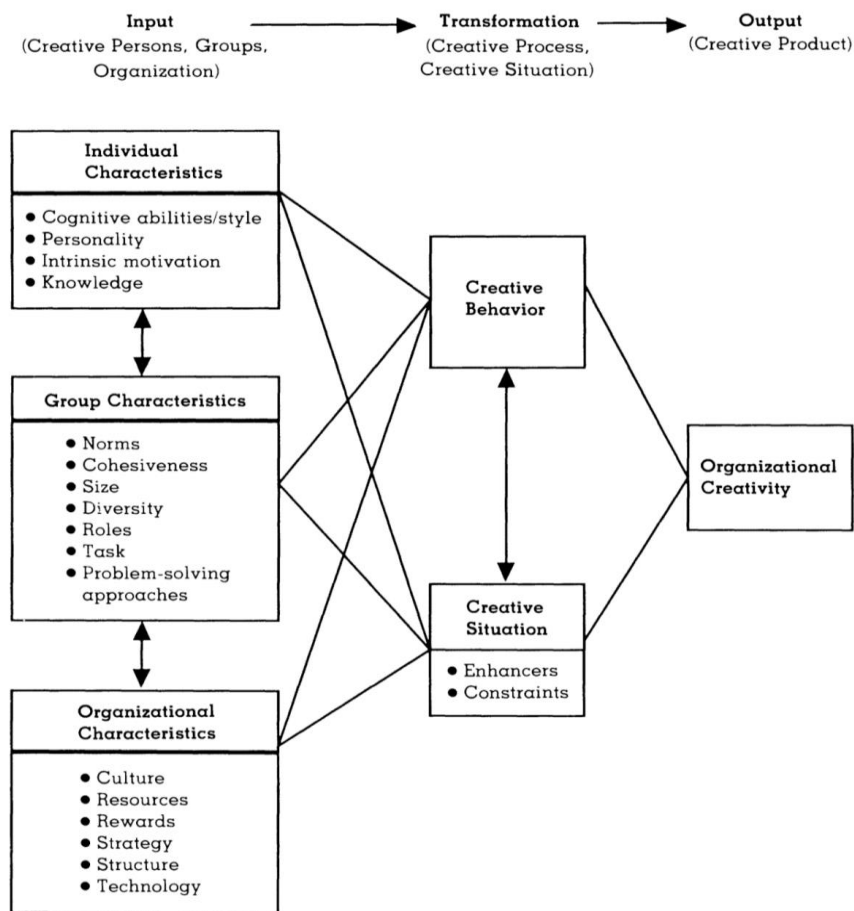 Input
(Creative Persons, Groups,
Organization)
Transformation
(Creative Process,
Creative Situation)
Output
(Creative Product)
Individual
Characteristics
● Cognitive abilities/style
● Personality
● Intrinsic motivation
● Knowledge
Group Characteristics
● Norms
● Cohesiveness
● Size
● Diversity
● Roles
● Task
● Problem-solving
approaches
Organizational
Characteristics
● Culture
● Resources
● Rewards
● Strategy
● Structure
● Technology
Creative
Behavior
Creative
Situation
● Enhancers
● Constraints
Organizational
Creativity